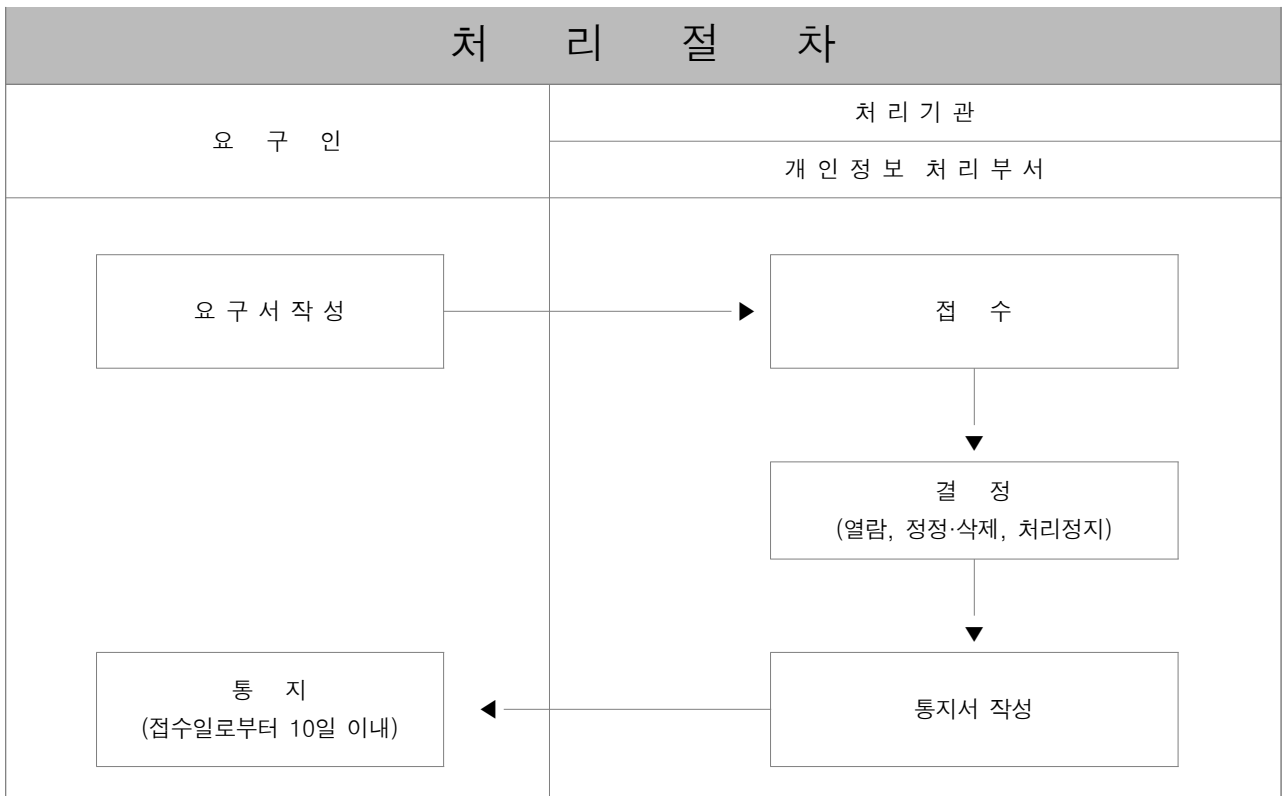 처 리 절 차
요 구 인
처 리 기 관
개 인 정 보 처 리 부 서
요 구 서 작 성
접 수
결 정
(열람, 정정·삭제, 처리정지)
통 지
(접수일로부터 10일 이내)
통지서 작성